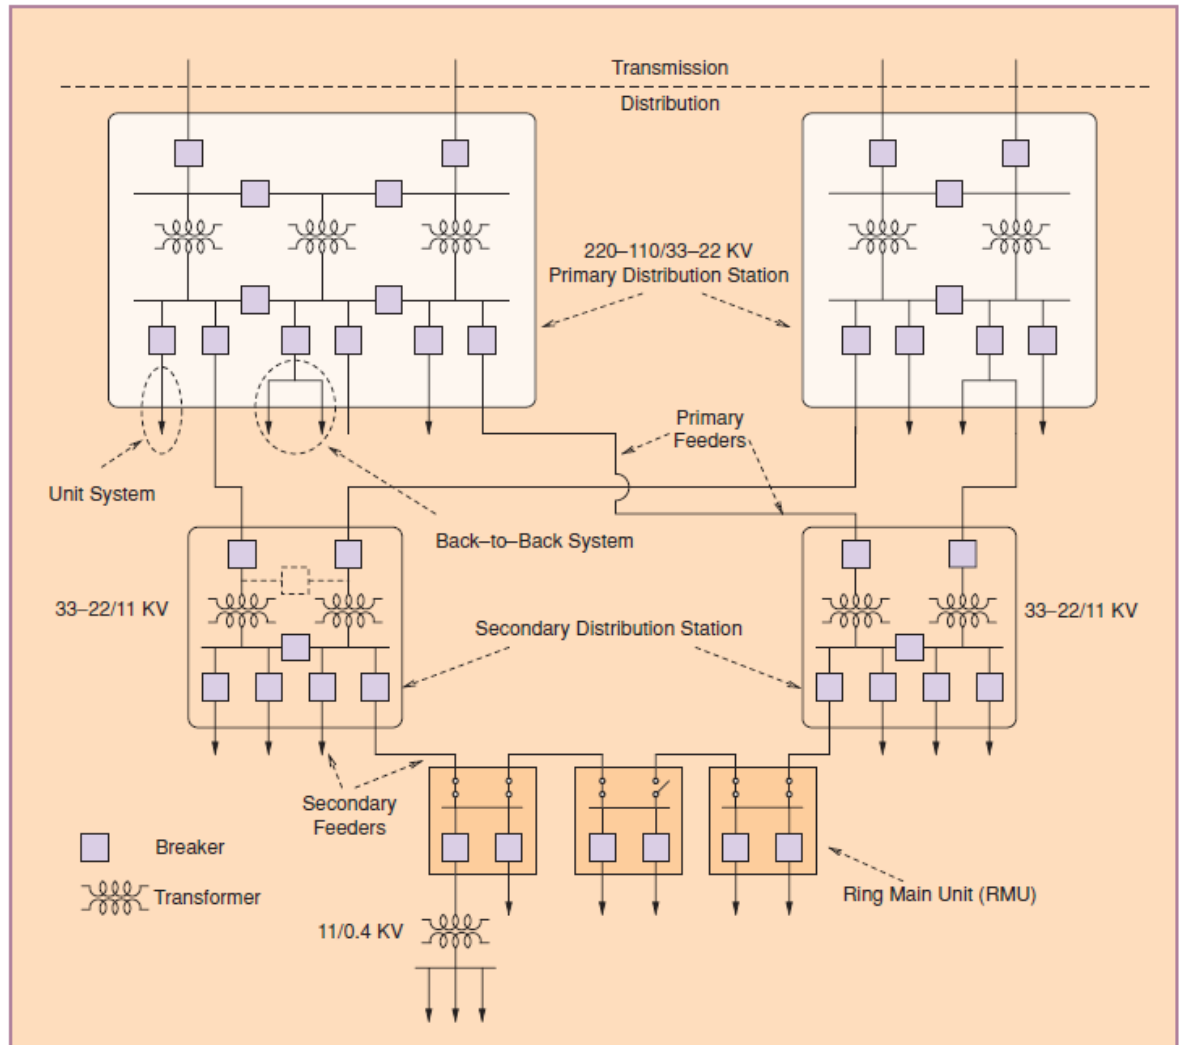 Transmission
Distribution
220–110/33–22 KV
Primary Distribution Station
Primary
Feeders
Unit System
Back–to–Back System
33–22/11 KV
33–22/11 KV
Secondary Distribution Station
Secondary
Feeders
Breaker
Transformer
Ring Main Unit (RMU)
11/0.4 KV